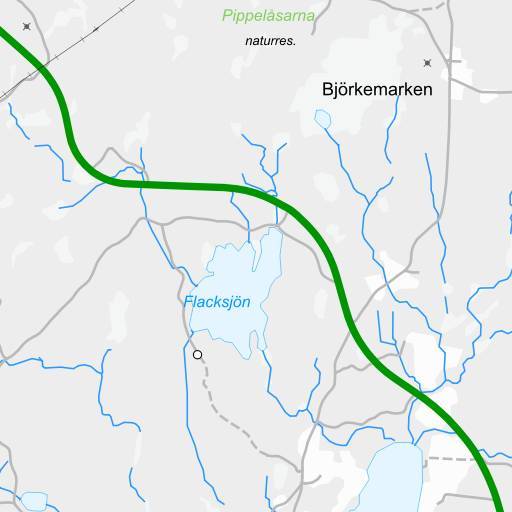 Pippelåsarna
naturres.
Björkemarken
Flacksjön